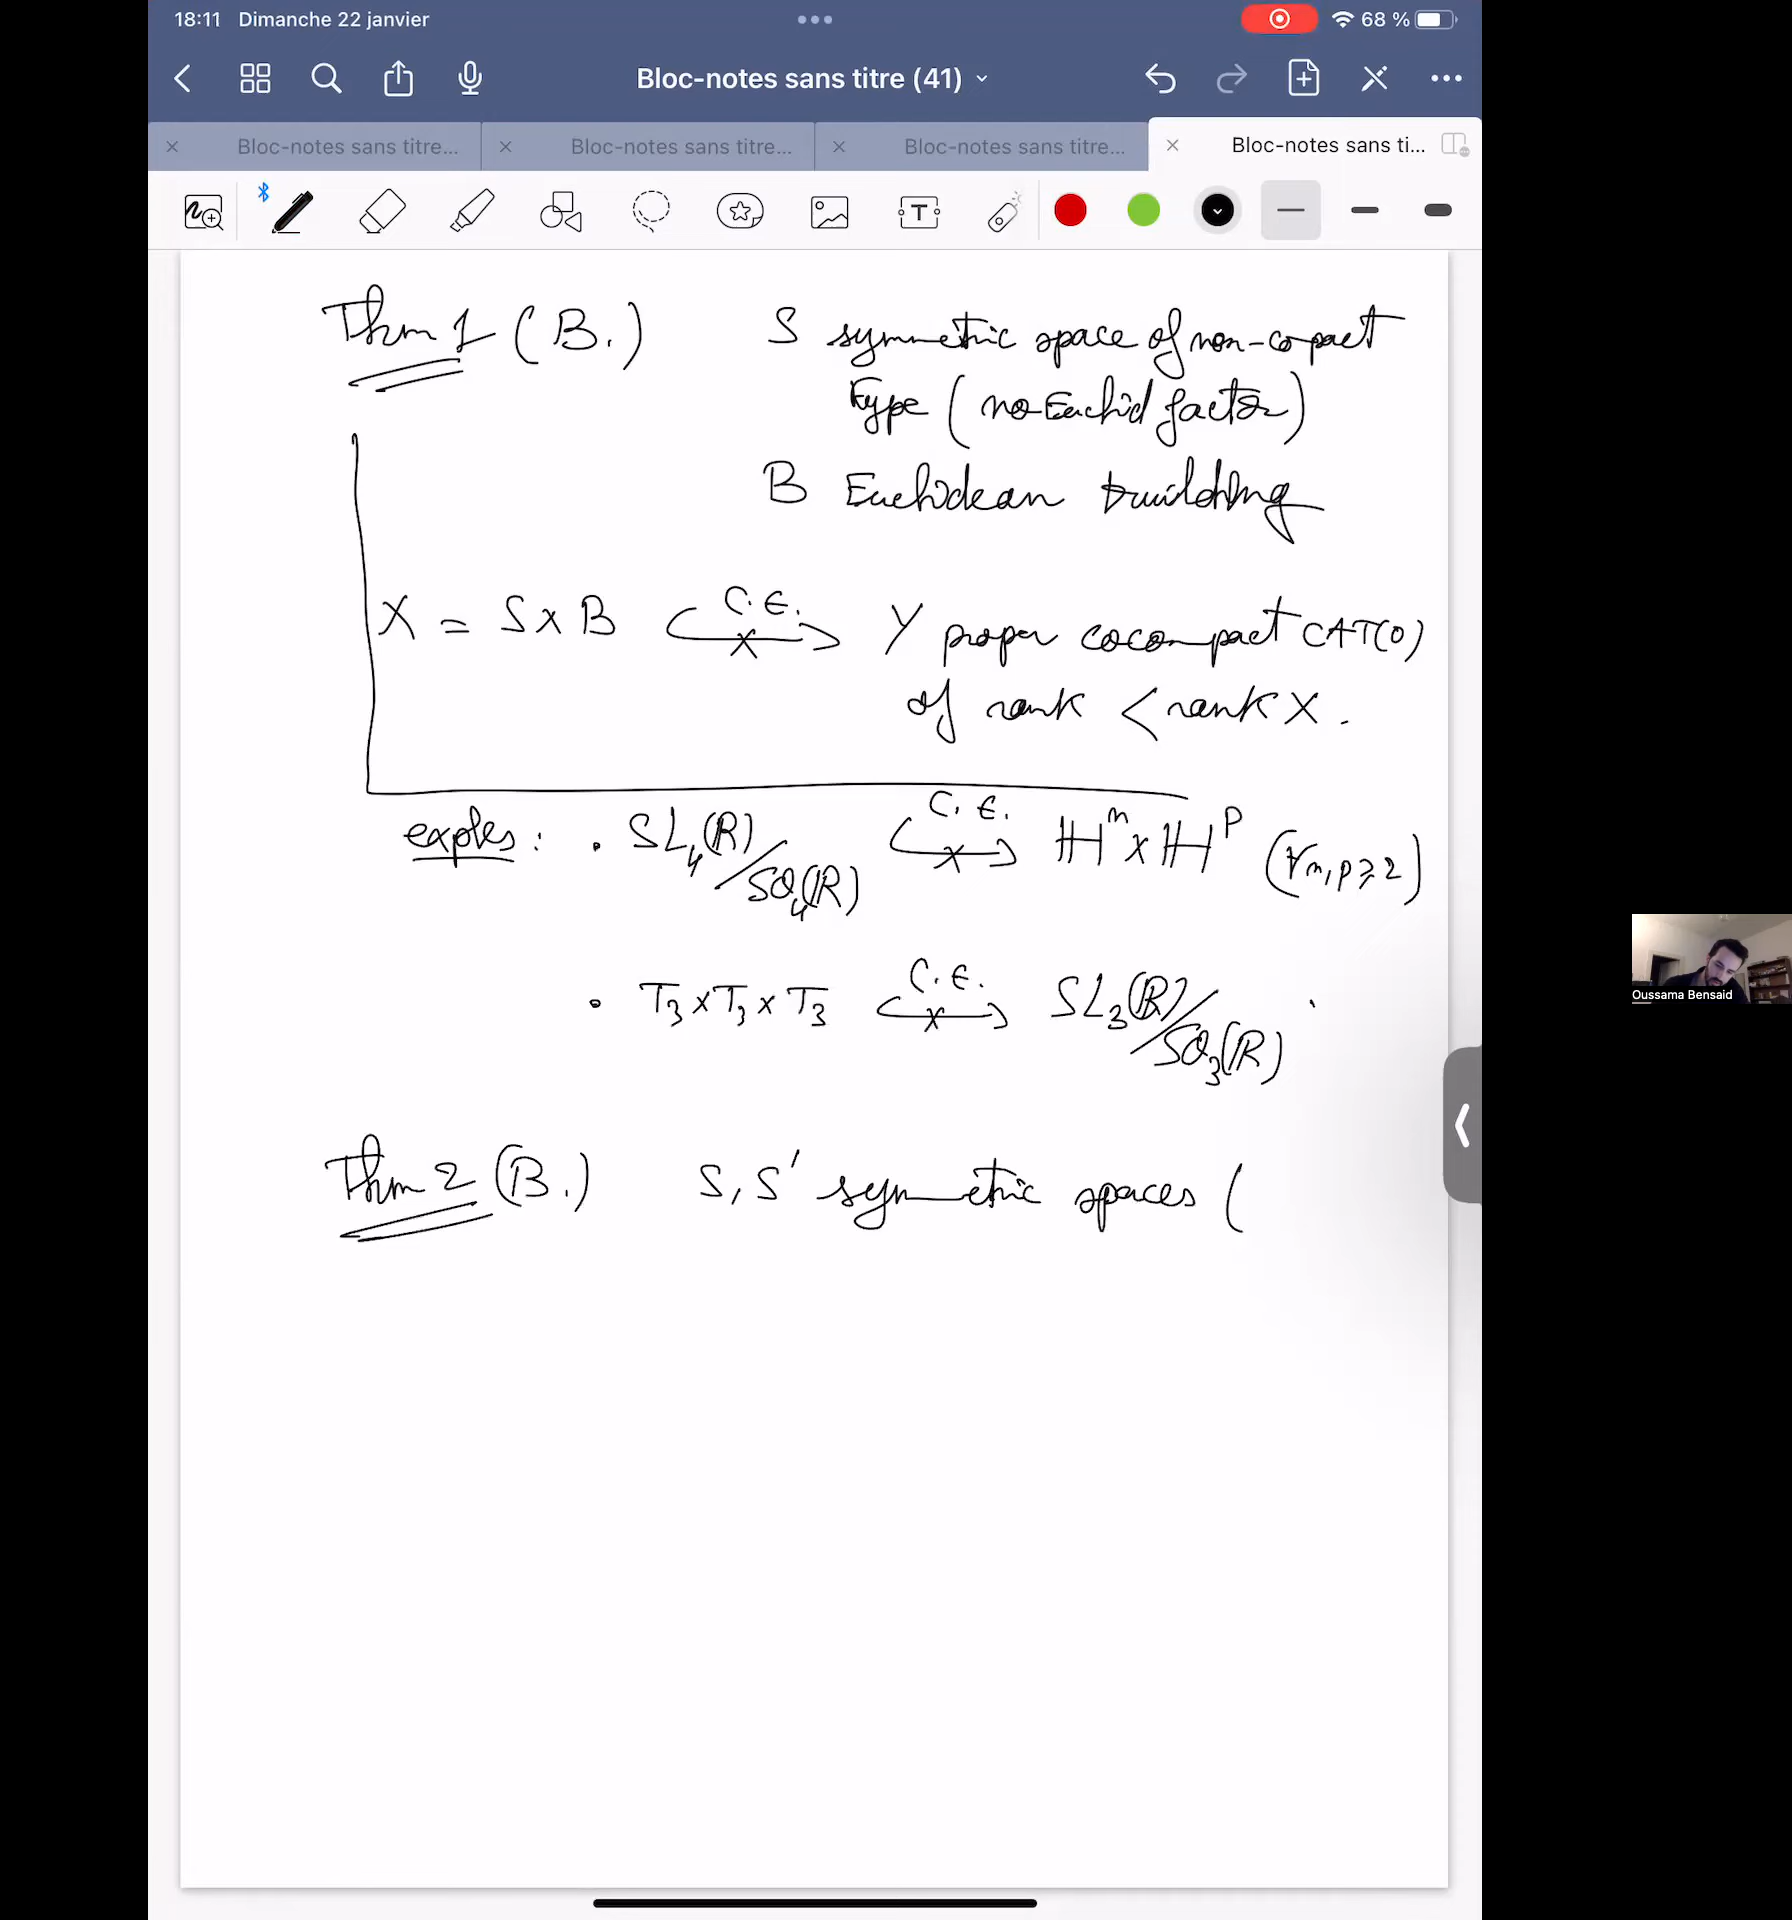 18:11 Dimanche 22 janvier
68 %
Bloc-notes sans titre (41)
Bloc-notes sans titre...
Bloc-notes sans titre...
Bloc-notes sans titre...
Bloc-notes sans ti...
T
Thm 1 (B.) S symmetric space of non-compact
type (no Euclid factor)
B Euclidean building
X = S x B C.E. Y proper cocompact CAT(0)
of rank < rank X.
exples : . SL₄(R)/SO₄(R) C.E. ℍⁿ x ℍᵖ (∀n,p≥2)
. T₃ x T₃ x T₃ C.E. SL₃(R)/SO₃(R) .
Thm 2 (B.) S, S' symmetric spaces (
Oussama Bensaid